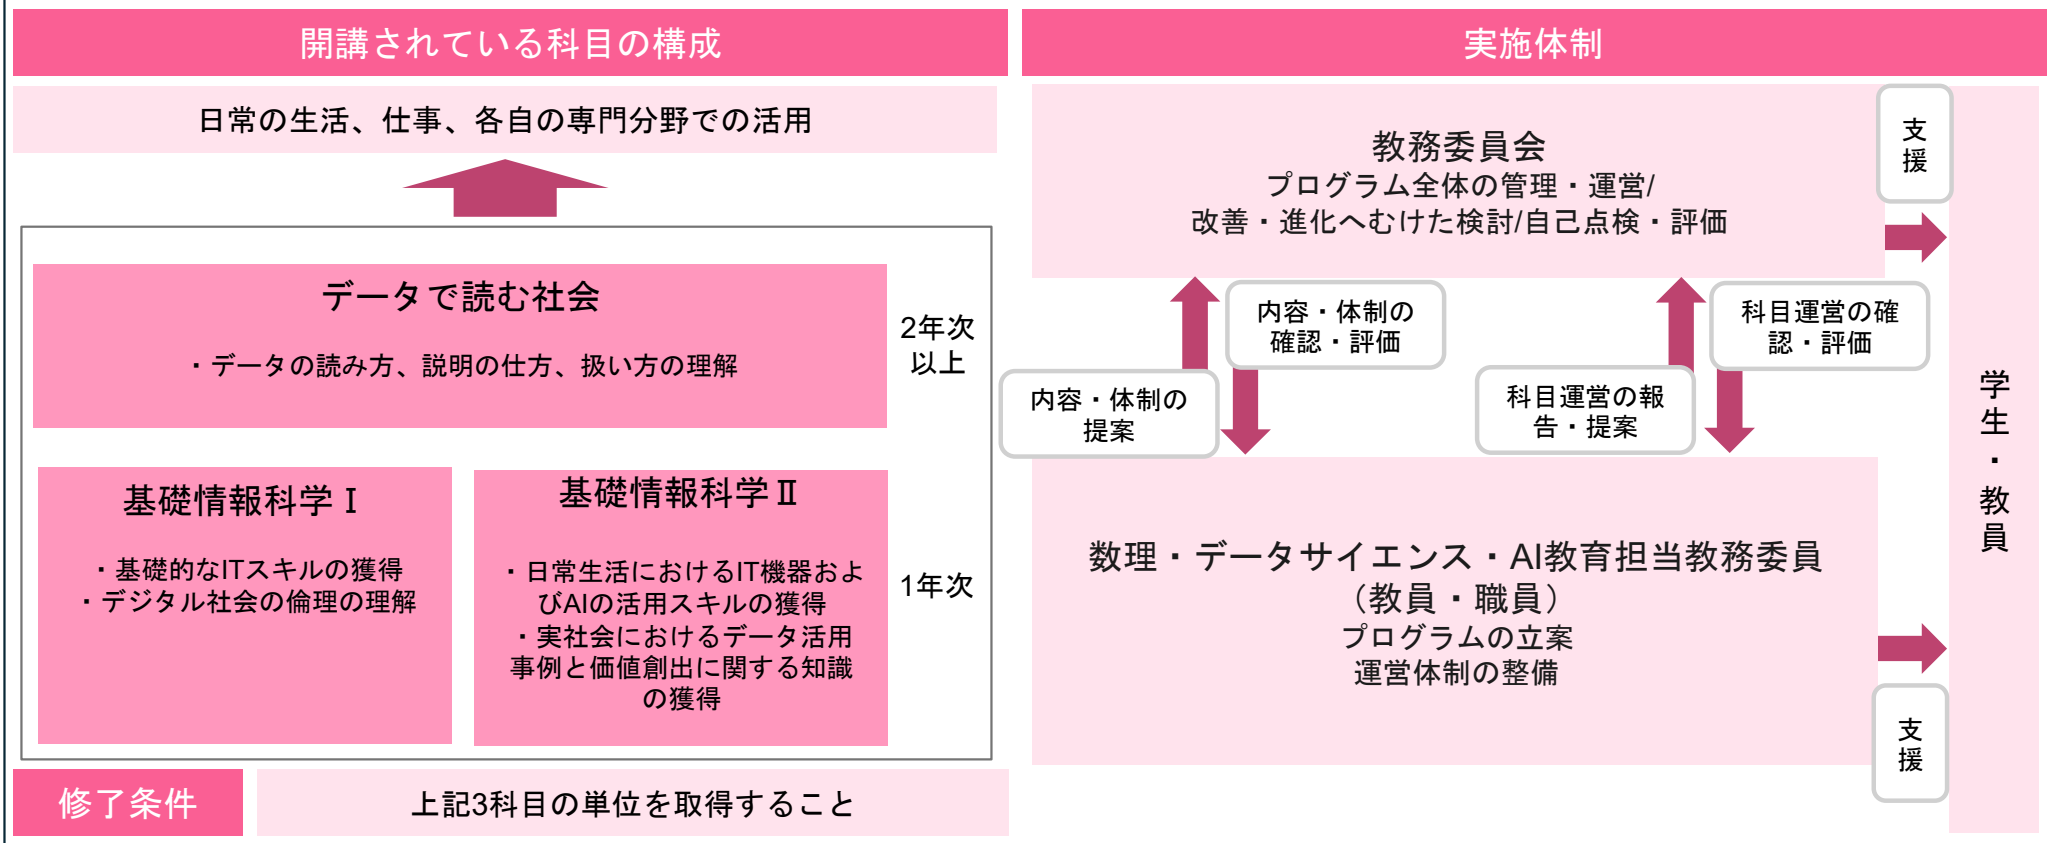 開講されている科目の構成
日常の生活、仕事、各自の専門分野での活用
データで読む社会
・データの読み方、説明の仕方、扱い方の理解
2年次
以上
基礎情報科学Ⅰ
・基礎的なITスキルの獲得
・デジタル社会の倫理の理解
基礎情報科学Ⅱ
・日常生活におけるIT機器およ
びAIの活用スキルの獲得
・実社会におけるデータ活用
事例と価値創出に関する知識
の獲得
1年次
修了条件
上記3科目の単位を取得すること
実施体制
教務委員会
プログラム全体の管理・運営/
改善・進化へむけた検討/自己点検・評価
支
援
内容・体制の
確認・評価
内容・体制の
提案
科目運営の確
認・評価
科目運営の報
告・提案
数理・データサイエンス・AI教育担当教務委員
（教員・職員）
プログラムの立案
運営体制の整備
支
援
学
生
・
教
員